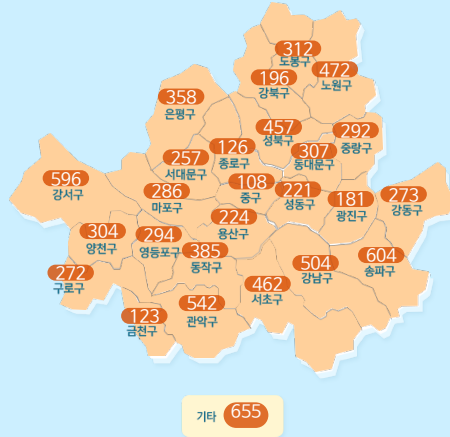 312
도봉구
472
노원구
196
강북구
358
은평구
457
성북구
292
중랑구
126
종로구
307
동대문구
257
서대문구
596
강서구
286
마포구
108
중구
221
성동구
181
광진구
273
강동구
224
용산구
304
양천구
294
영등포구
385
동작구
504
강남구
604
송파구
272
구로구
462
서초구
542
관악구
123
금천구
기타 655